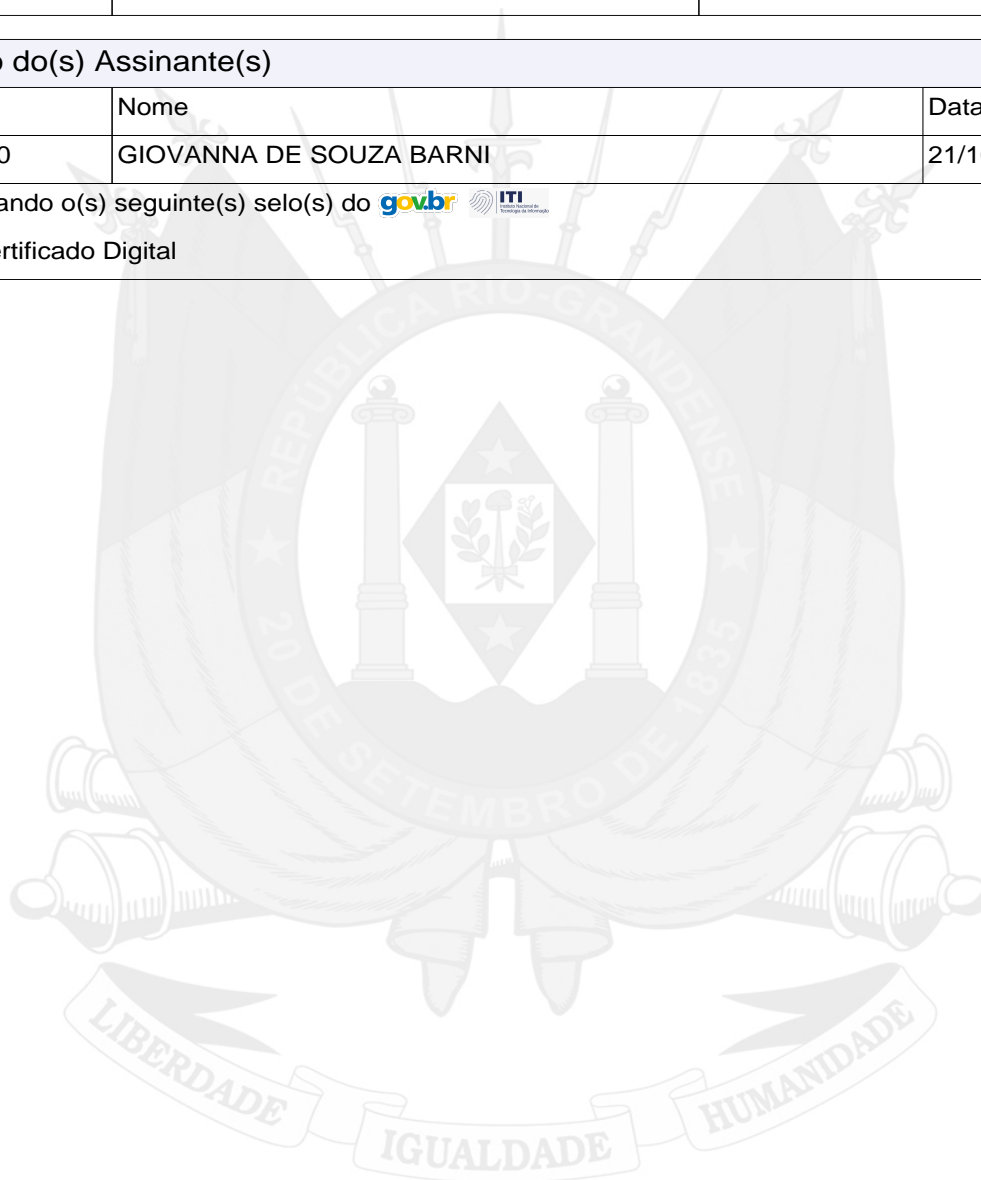 o do(s) Assinante(s)
Nome Data
0 GIOVANNA DE SOUZA BARNI 21/1
ando o(s) seguinte(s) selo(s) do gov.br ITI
rtificado Digital
REPÚBLICA RIO-GRANDENSE
★ 20 DE SETEMBRO DE 1835 ★
LIBERDADE IGUALDADE HUMANIDADE